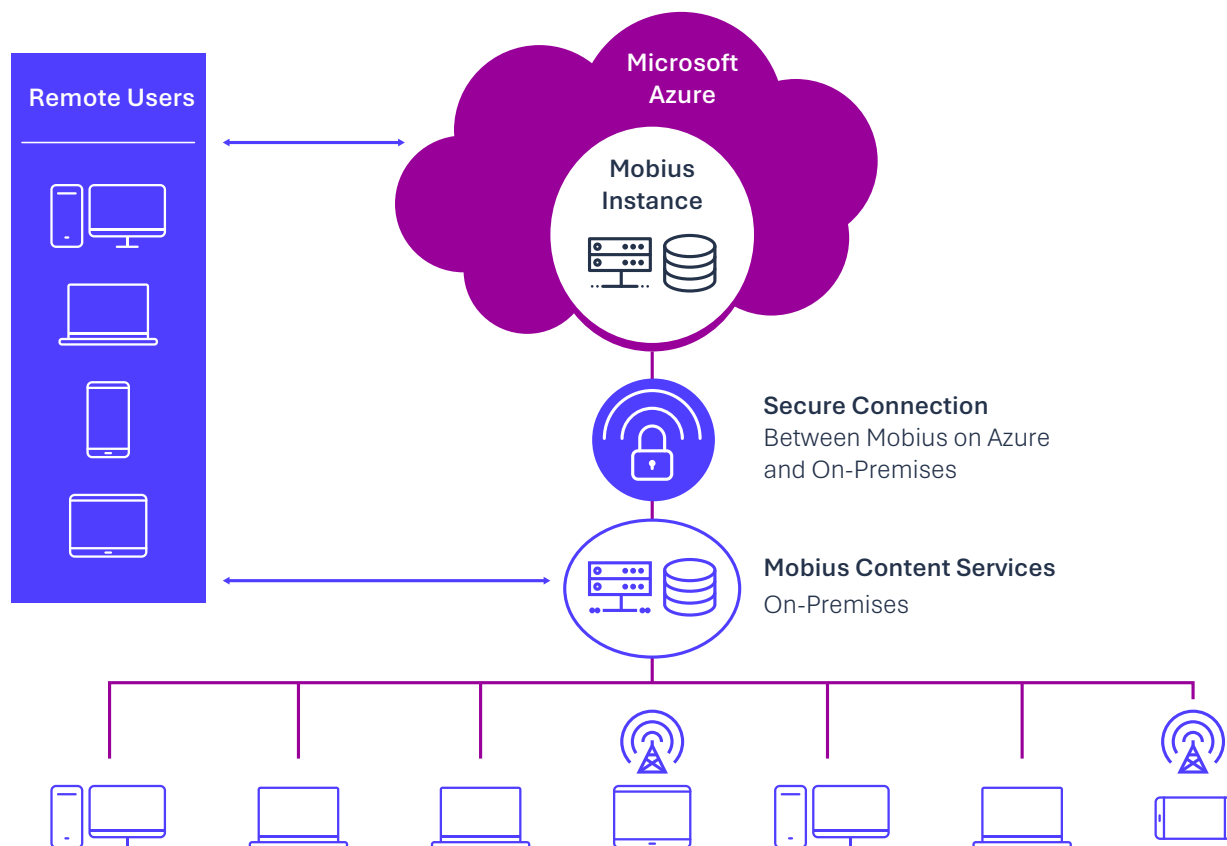 Remote Users
Microsoft
Azure
Mobius
Instance
Secure Connection
Between Mobius on Azure
and On-Premises
Mobius Content Services
On-Premises